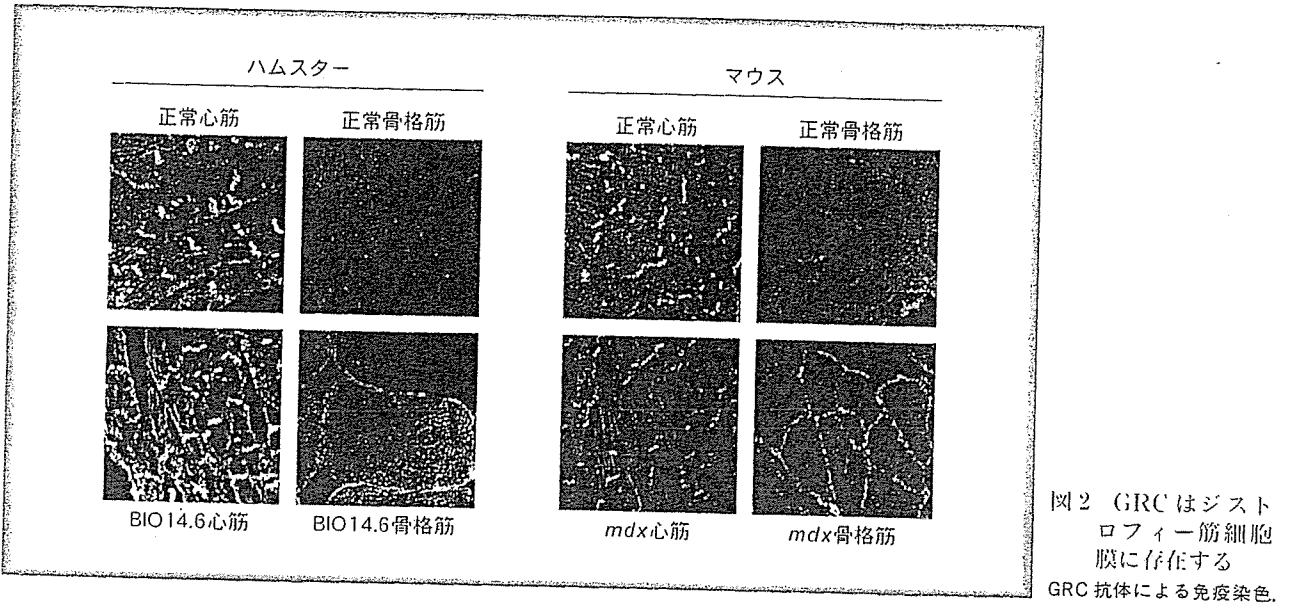 ハムスター
マウス
正常心筋
正常骨格筋
正常心筋
正常骨格筋
BIO14.6心筋
BIO14.6骨格筋
mdx心筋
mdx骨格筋
図2 GRCはジスト
ロフィー筋細胞
膜に存在する
GRC抗体による免疫染色.